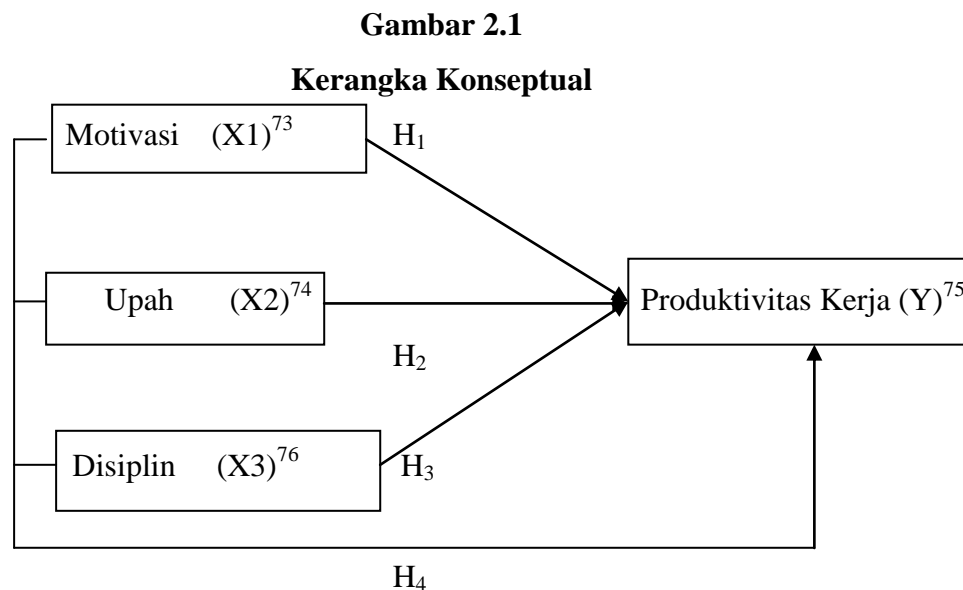 Gambar 2.1
Kerangka Konseptual
Motivasi (X1)⁷³
H₁
Upah (X2)⁷⁴
Produktivitas Kerja (Y)⁷⁵
H₂
Disiplin (X3)⁷⁶
H₃
H₄